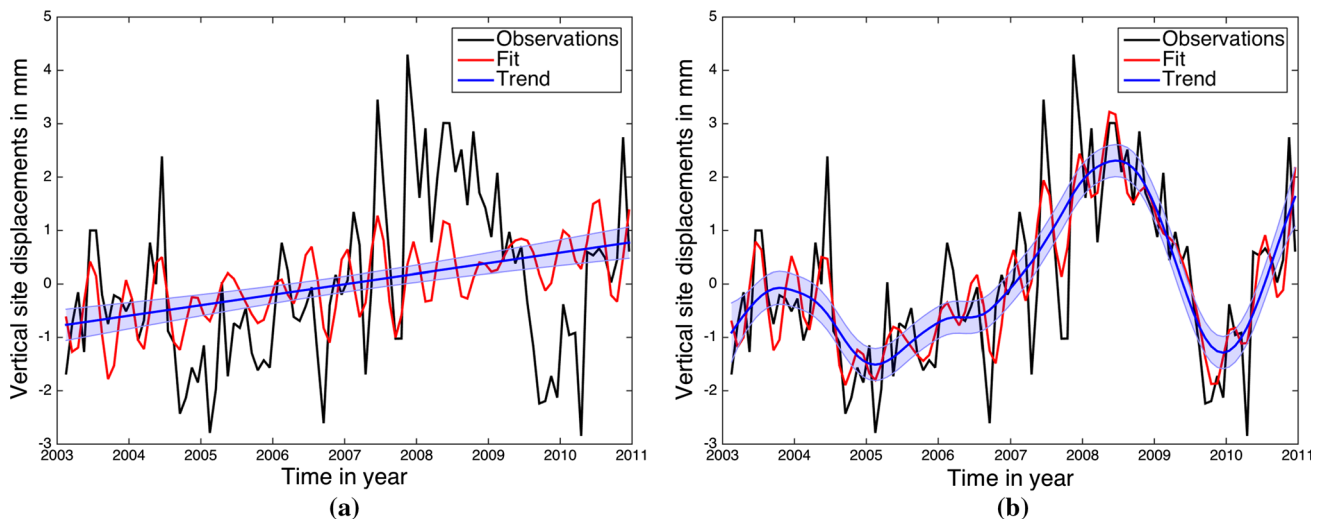 5
4
3
2
1
0
-1
-2
-3
Vertical site displacements in mm
Observations
Fit
Trend
2003 2004 2005 2006 2007 2008 2009 2010 2011
Time in year
(a)
5
4
3
2
1
0
-1
-2
-3
Vertical site displacements in mm
Observations
Fit
Trend
2003 2004 2005 2006 2007 2008 2009 2010 2011
Time in year
(b)